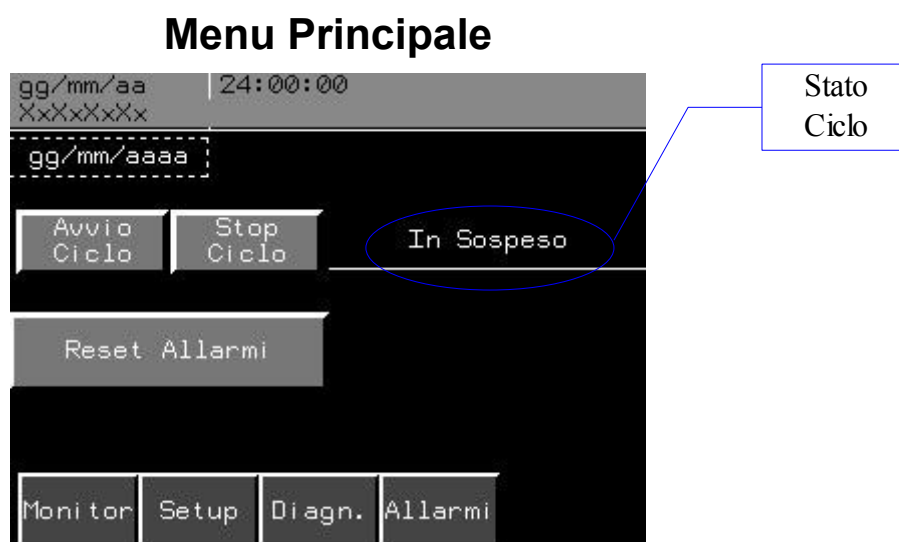 Menu Principale
gg/mm/aa 24:00:00
XxXxXxXx
gg/mm/aaaa
Stato
Ciclo
Avvio
Ciclo
Stop
Ciclo
In Sospeso
Reset Allarmi
Monitor Setup Diagn. Allarmi